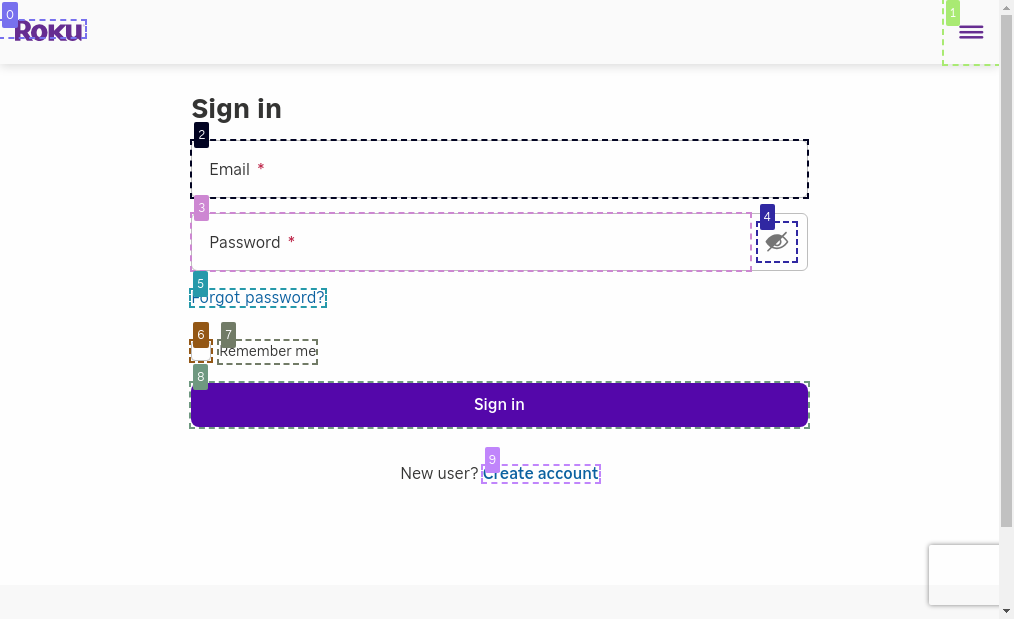 0
Roku
1
Sign in
2
Email *
3
Password *
4
5
Forgot password?
6
7
Remember me
8
Sign in
9
New user? Create account